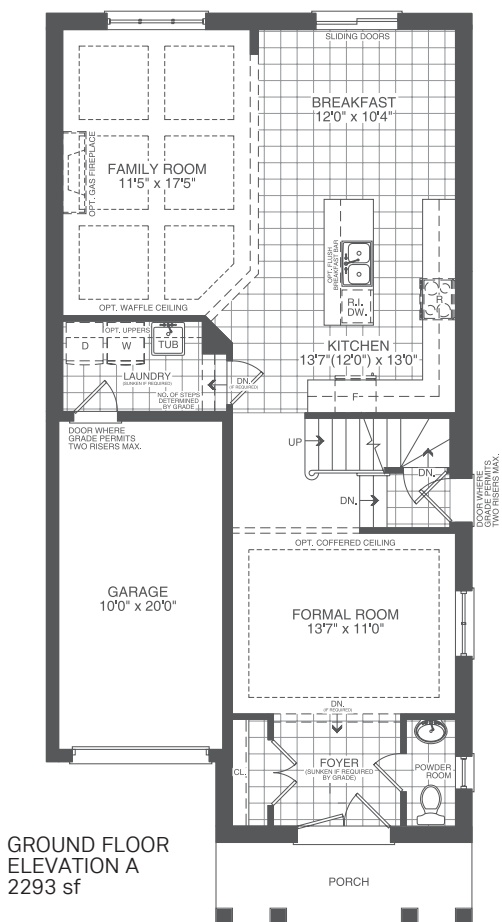 SLIDING DOORS
BREAKFAST
12'0" x 10'4"
FAMILY ROOM
11'5" x 17'5"
OPT. GAS FIREPLACE
OPT. FLUSH
BREAKFAST BAR
R.I.
DW.
R
OPT. WAFFLE CEILING
KITCHEN
13'7"(12'0") x 13'0"
F
OPT. UPPERS
D
W
TUB
LAUNDRY
(SUNKEN IF REQUIRED)
DN.
(IF REQUIRED)
NO. OF STEPS
DETERMINED
BY GRADE
DOOR WHERE
GRADE PERMITS
TWO RISERS MAX.
UP
DN.
DN.
DOOR WHERE
GRADE PERMITS
TWO RISERS MAX.
OPT. COFFERED CEILING
GARAGE
10'0" x 20'0"
FORMAL ROOM
13'7" x 11'0"
DN.
(IF REQUIRED)
CL.
FOYER
(SUNKEN IF REQUIRED
BY GRADE)
POWDER
ROOM
PORCH
GROUND FLOOR
ELEVATION A
2293 sf